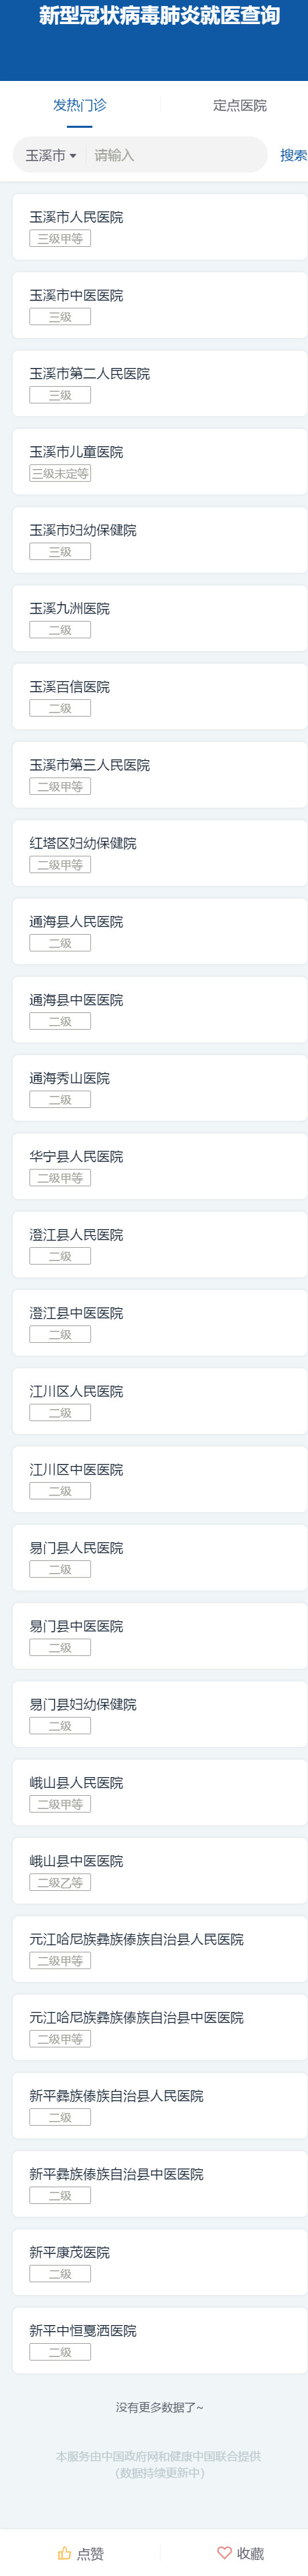 新型冠状病毒肺炎就医查询
发热门诊 定点医院
玉溪市 请输入 搜索
玉溪市人民医院
三级甲等
玉溪市中医医院
三级
玉溪市第二人民医院
三级
玉溪市儿童医院
三级未定等
玉溪市妇幼保健院
三级
玉溪九洲医院
二级
玉溪百信医院
二级
玉溪市第三人民医院
二级甲等
红塔区妇幼保健院
二级甲等
通海县人民医院
二级
通海县中医医院
二级
通海秀山医院
二级
华宁县人民医院
二级甲等
澄江县人民医院
二级
澄江县中医医院
二级
江川区人民医院
二级
江川区中医医院
二级
易门县人民医院
二级
易门县中医医院
二级
易门县妇幼保健院
二级
峨山县人民医院
二级甲等
峨山县中医医院
二级乙等
元江哈尼族彝族傣族自治县人民医院
二级甲等
元江哈尼族彝族傣族自治县中医医院
二级甲等
新平彝族傣族自治县人民医院
二级
新平彝族傣族自治县中医医院
二级
新平康茂医院
二级
新平中恒戛洒医院
二级
没有更多数据了~
本服务由中国政府网和健康中国联合提供
(数据持续更新中)
点赞 收藏